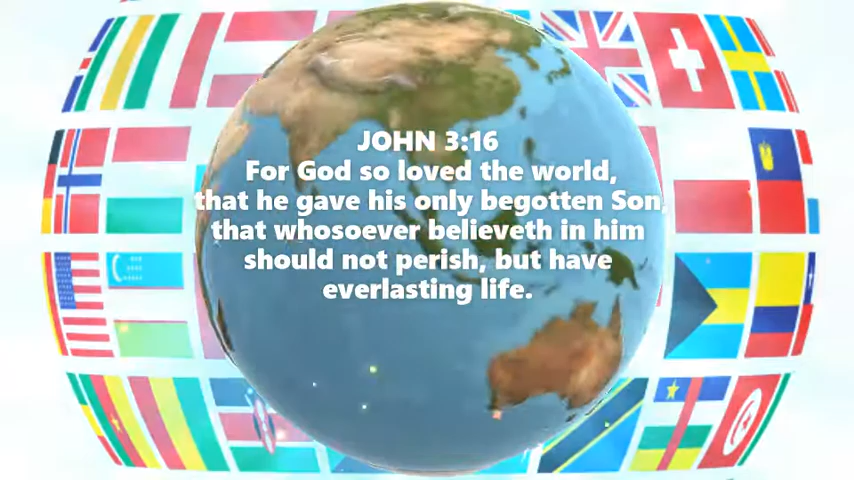 JOHN 3:16
For God so loved the world,
that he gave his only begotten Son,
that whosoever believeth in him
should not perish, but have
everlasting life.